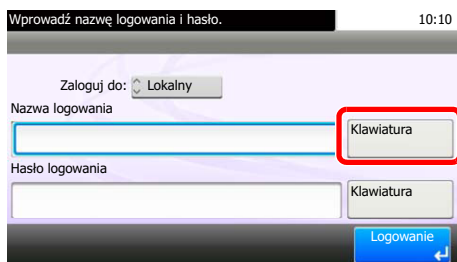 Wprowadź nazwę logowania i hasło. 10:10
Zaloguj do: Lokalny
Nazwa logowania
Klawiatura
Hasło logowania
Klawiatura
Logowanie